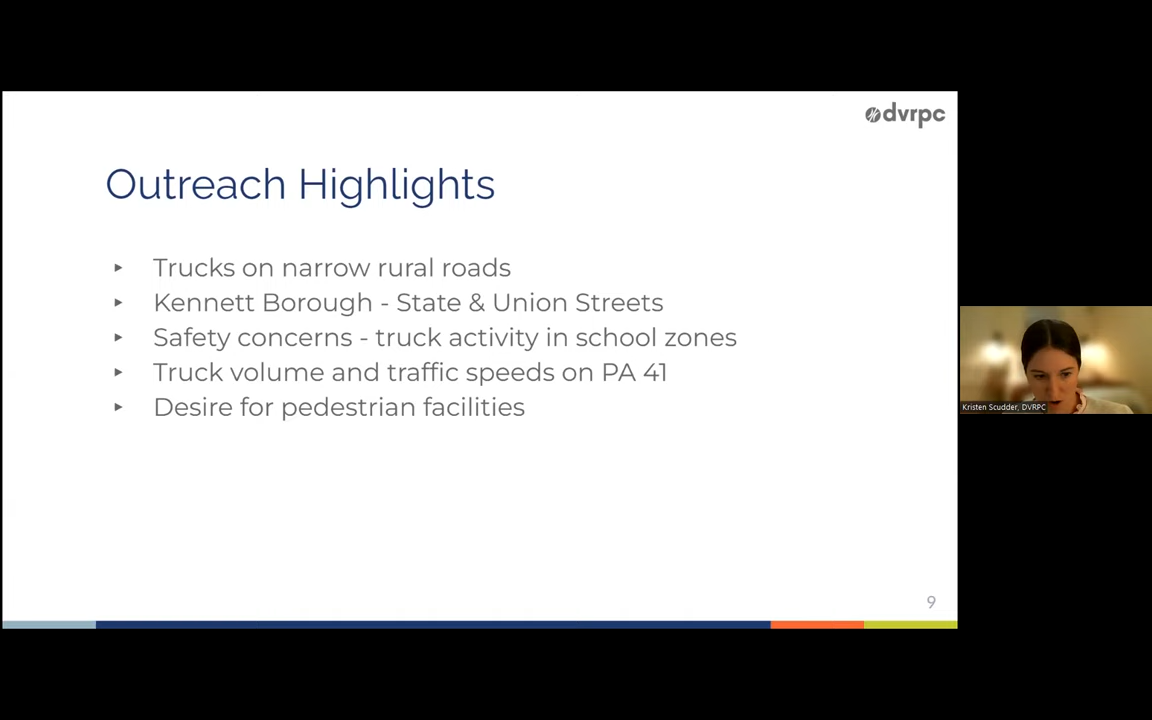 dvrpc
Outreach Highlights
▸ Trucks on narrow rural roads
▸ Kennett Borough - State & Union Streets
▸ Safety concerns - truck activity in school zones
▸ Truck volume and traffic speeds on PA 41
▸ Desire for pedestrian facilities
Kristen Scudder, DVRPC
9